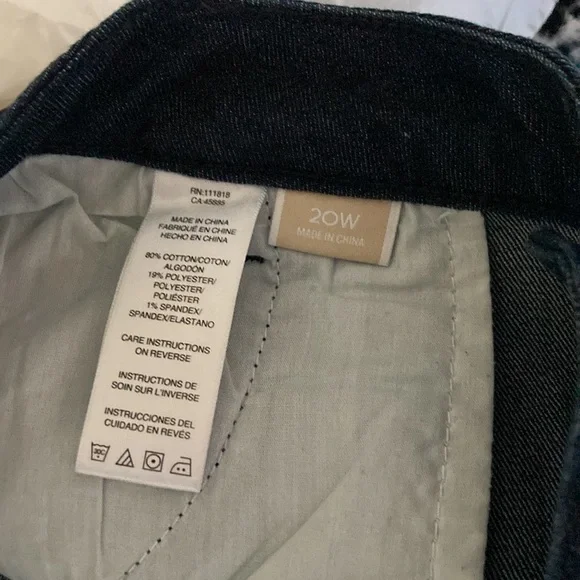 RN:111818
CA:45885
MADE IN CHINA
FABRIQUÉ EN CHINE
HECHO EN CHINA
80% COTTON/COTON/
ALGODÓN
19% POLYESTER/
POLYESTER/
POLIÉSTER
1% SPANDEX/
SPANDEX/ELASTANO
CARE INSTRUCTIONS
ON REVERSE
INSTRUCTIONS DE
SOIN SUR L'INVERSE
INSTRUCCIONES DEL
CUIDADO EN REVÉS
30C
20W
MADE IN CHINA